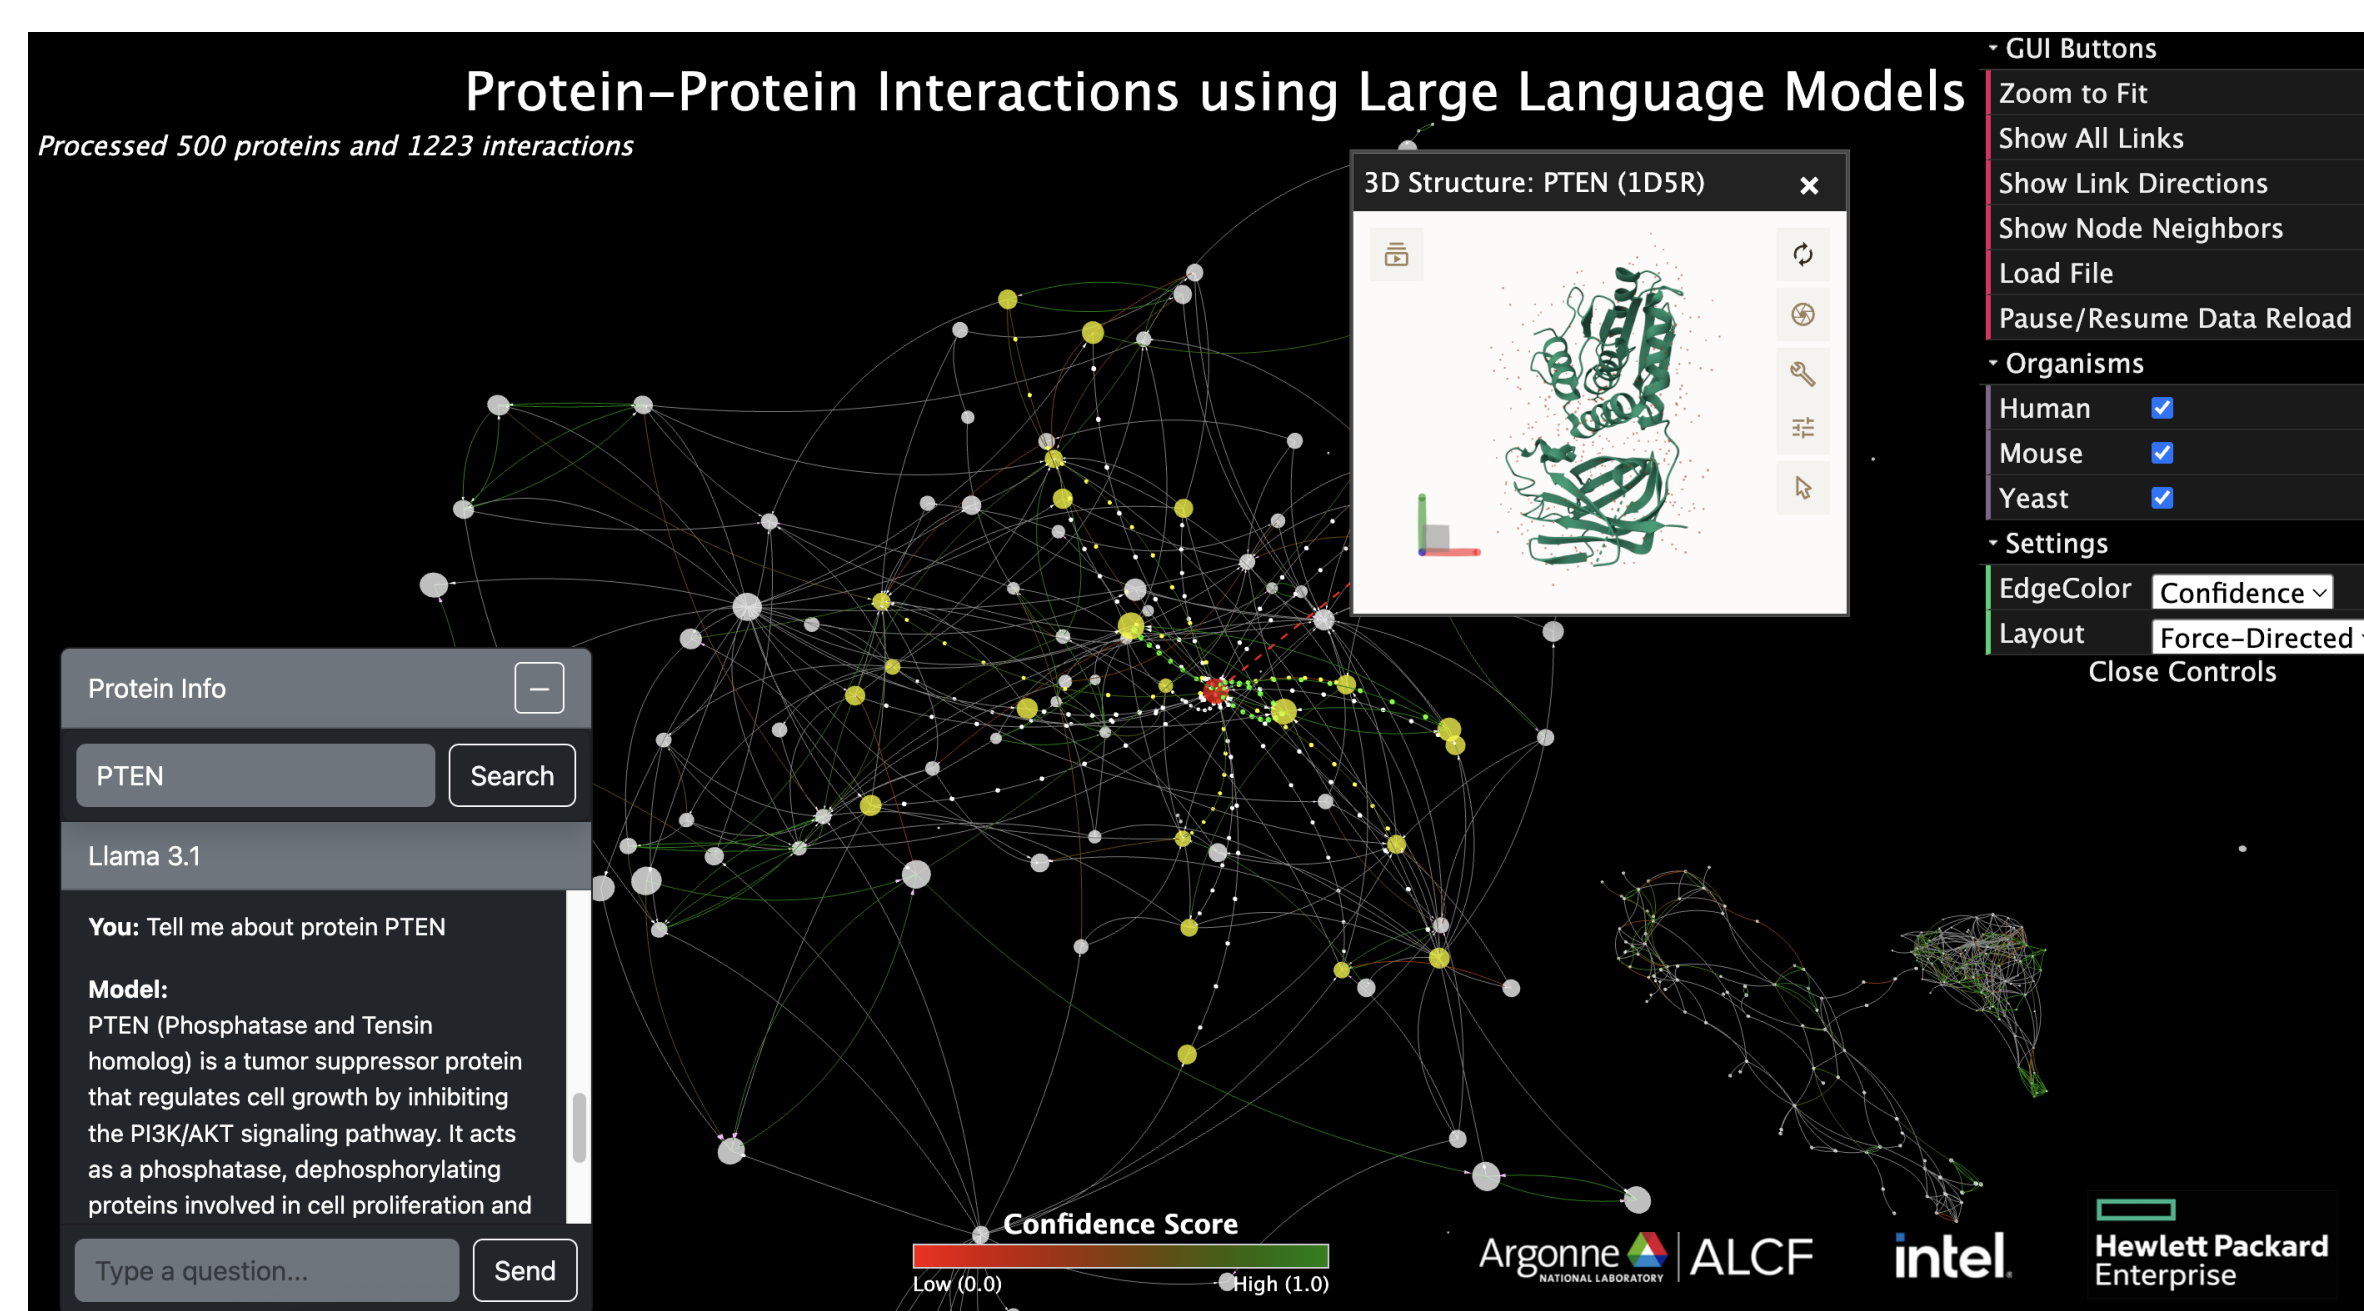 Protein-Protein Interactions using Large Language Models
Processed 500 proteins and 1223 interactions
3D Structure: PTEN (1D5R)
×
GUI Buttons
Zoom to Fit
Show All Links
Show Link Directions
Show Node Neighbors
Load File
Pause/Resume Data Reload
Organisms
Human
Mouse
Yeast
Settings
EdgeColor Confidence
Layout Force-Directed
Close Controls
Protein Info
PTEN Search
Llama 3.1
You: Tell me about protein PTEN
Model:
PTEN (Phosphatase and Tensin
homolog) is a tumor suppressor protein
that regulates cell growth by inhibiting
the PI3K/AKT signaling pathway. It acts
as a phosphatase, dephosphorylating
proteins involved in cell proliferation and
Type a question... Send
Confidence Score
Low (0.0) High (1.0)
Argonne NATIONAL LABORATORY | ALCF
intel.
Hewlett Packard
Enterprise